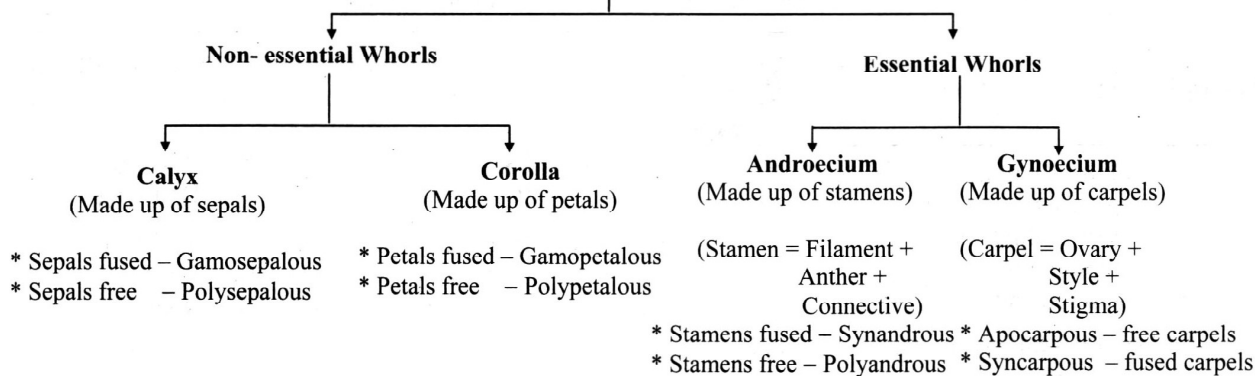 Non- essential Whorls
Essential Whorls
Calyx
(Made up of sepals)
* Sepals fused – Gamosepalous
* Sepals free – Polysepalous
Corolla
(Made up of petals)
* Petals fused – Gamopetalous
* Petals free – Polypetalous
Androecium
(Made up of stamens)
(Stamen = Filament +
Anther +
Connective)
* Stamens fused – Synandrous
* Stamens free – Polyandrous
Gynoecium
(Made up of carpels)
(Carpel = Ovary +
Style +
Stigma)
* Apocarpous – free carpels
* Syncarpous – fused carpels